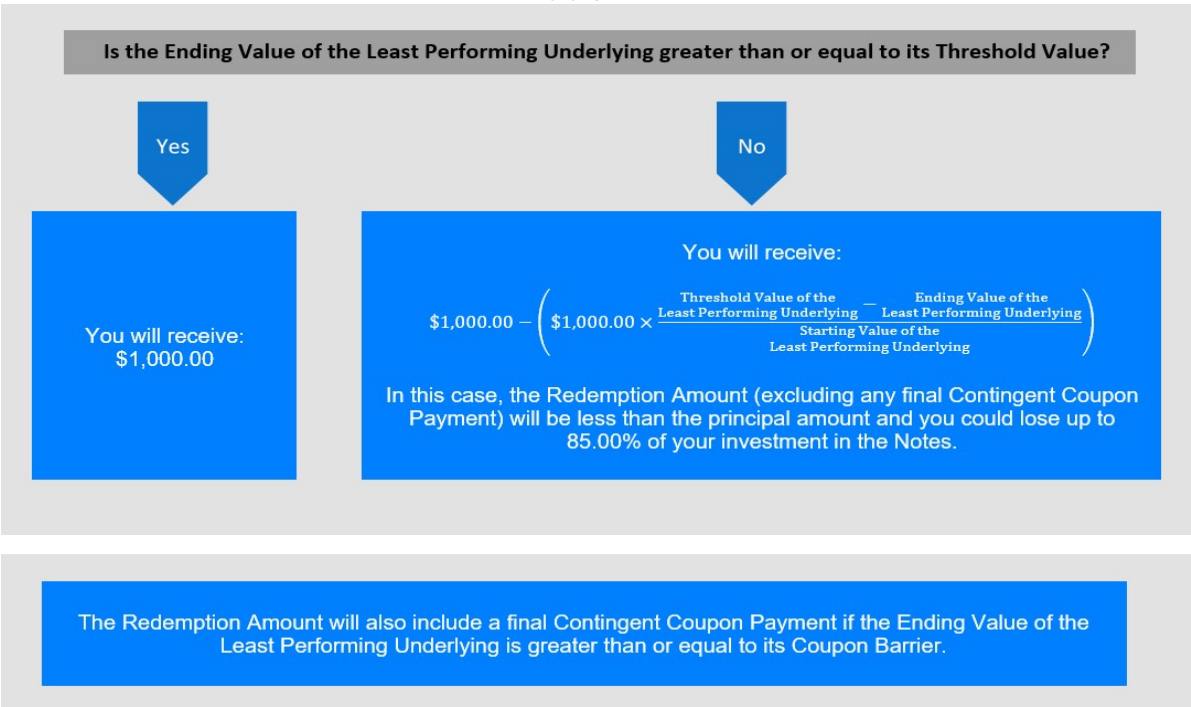 Is the Ending Value of the Least Performing Underlying greater than or equal to its Threshold Value?
Yes
No
You will receive:
$1,000.00
You will receive:
$1,000.00 − ( $1,000.00 × (Threshold Value of the Least Performing Underlying − Ending Value of the Least Performing Underlying) / Starting Value of the Least Performing Underlying )
In this case, the Redemption Amount (excluding any final Contingent Coupon
Payment) will be less than the principal amount and you could lose up to
85.00% of your investment in the Notes.
The Redemption Amount will also include a final Contingent Coupon Payment if the Ending Value of the
Least Performing Underlying is greater than or equal to its Coupon Barrier.